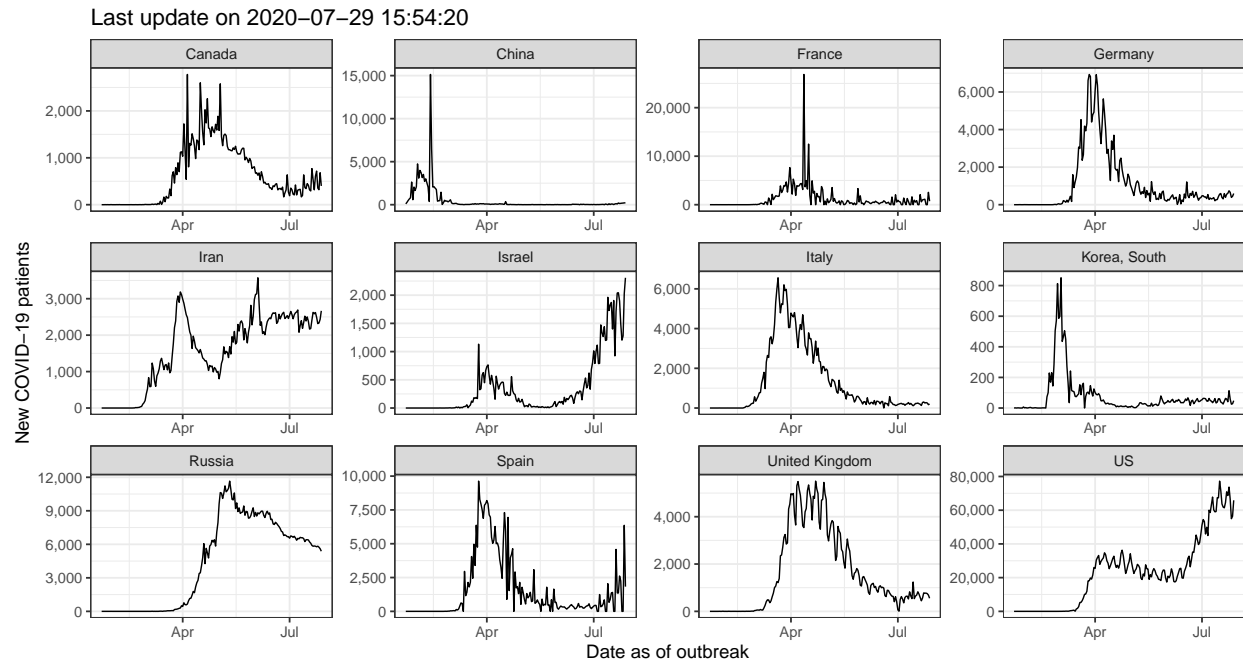 Last update on 2020−07−29 15:54:20
Canada
China
France
Germany
2,000
1,000
0
Apr
Jul
15,000
10,000
5,000
0
Apr
Jul
20,000
10,000
0
Apr
Jul
6,000
4,000
2,000
0
Apr
Jul
New COVID−19 patients
Iran
Israel
Italy
Korea, South
3,000
2,000
1,000
0
Apr
Jul
2,000
1,500
1,000
500
0
Apr
Jul
6,000
4,000
2,000
0
Apr
Jul
800
600
400
200
0
Apr
Jul
Russia
Spain
United Kingdom
US
12,000
9,000
6,000
3,000
0
Apr
Jul
10,000
7,500
5,000
2,500
0
Apr
Jul
4,000
2,000
0
Apr
Jul
80,000
60,000
40,000
20,000
0
Apr
Jul
Date as of outbreak